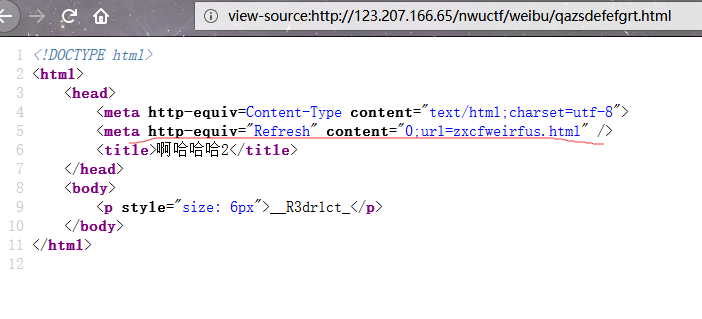 view-source:http://123.207.166.65/nwuctf/weibu/qazsdefefgrt.html
1 <!DOCTYPE html>
2 <html>
3 <head>
4 <meta http-equiv=Content-Type content="text/html;charset=utf-8">
5 <meta http-equiv="Refresh" content="0;url=zxcfweirfus.html" />
6 <title>啊哈哈哈2</title>
7 </head>
8 <body>
9 <p style="size: 6px">__R3dr1ct_</p>
10 </body>
11 </html>
12